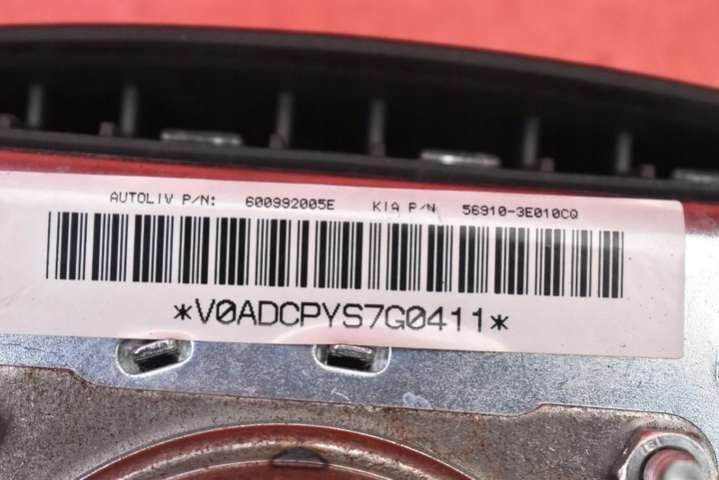 AUTOLIV P/N: 600992005E KIA P/N 56910-3E010CQ
*V0ADCPYS7G0411*